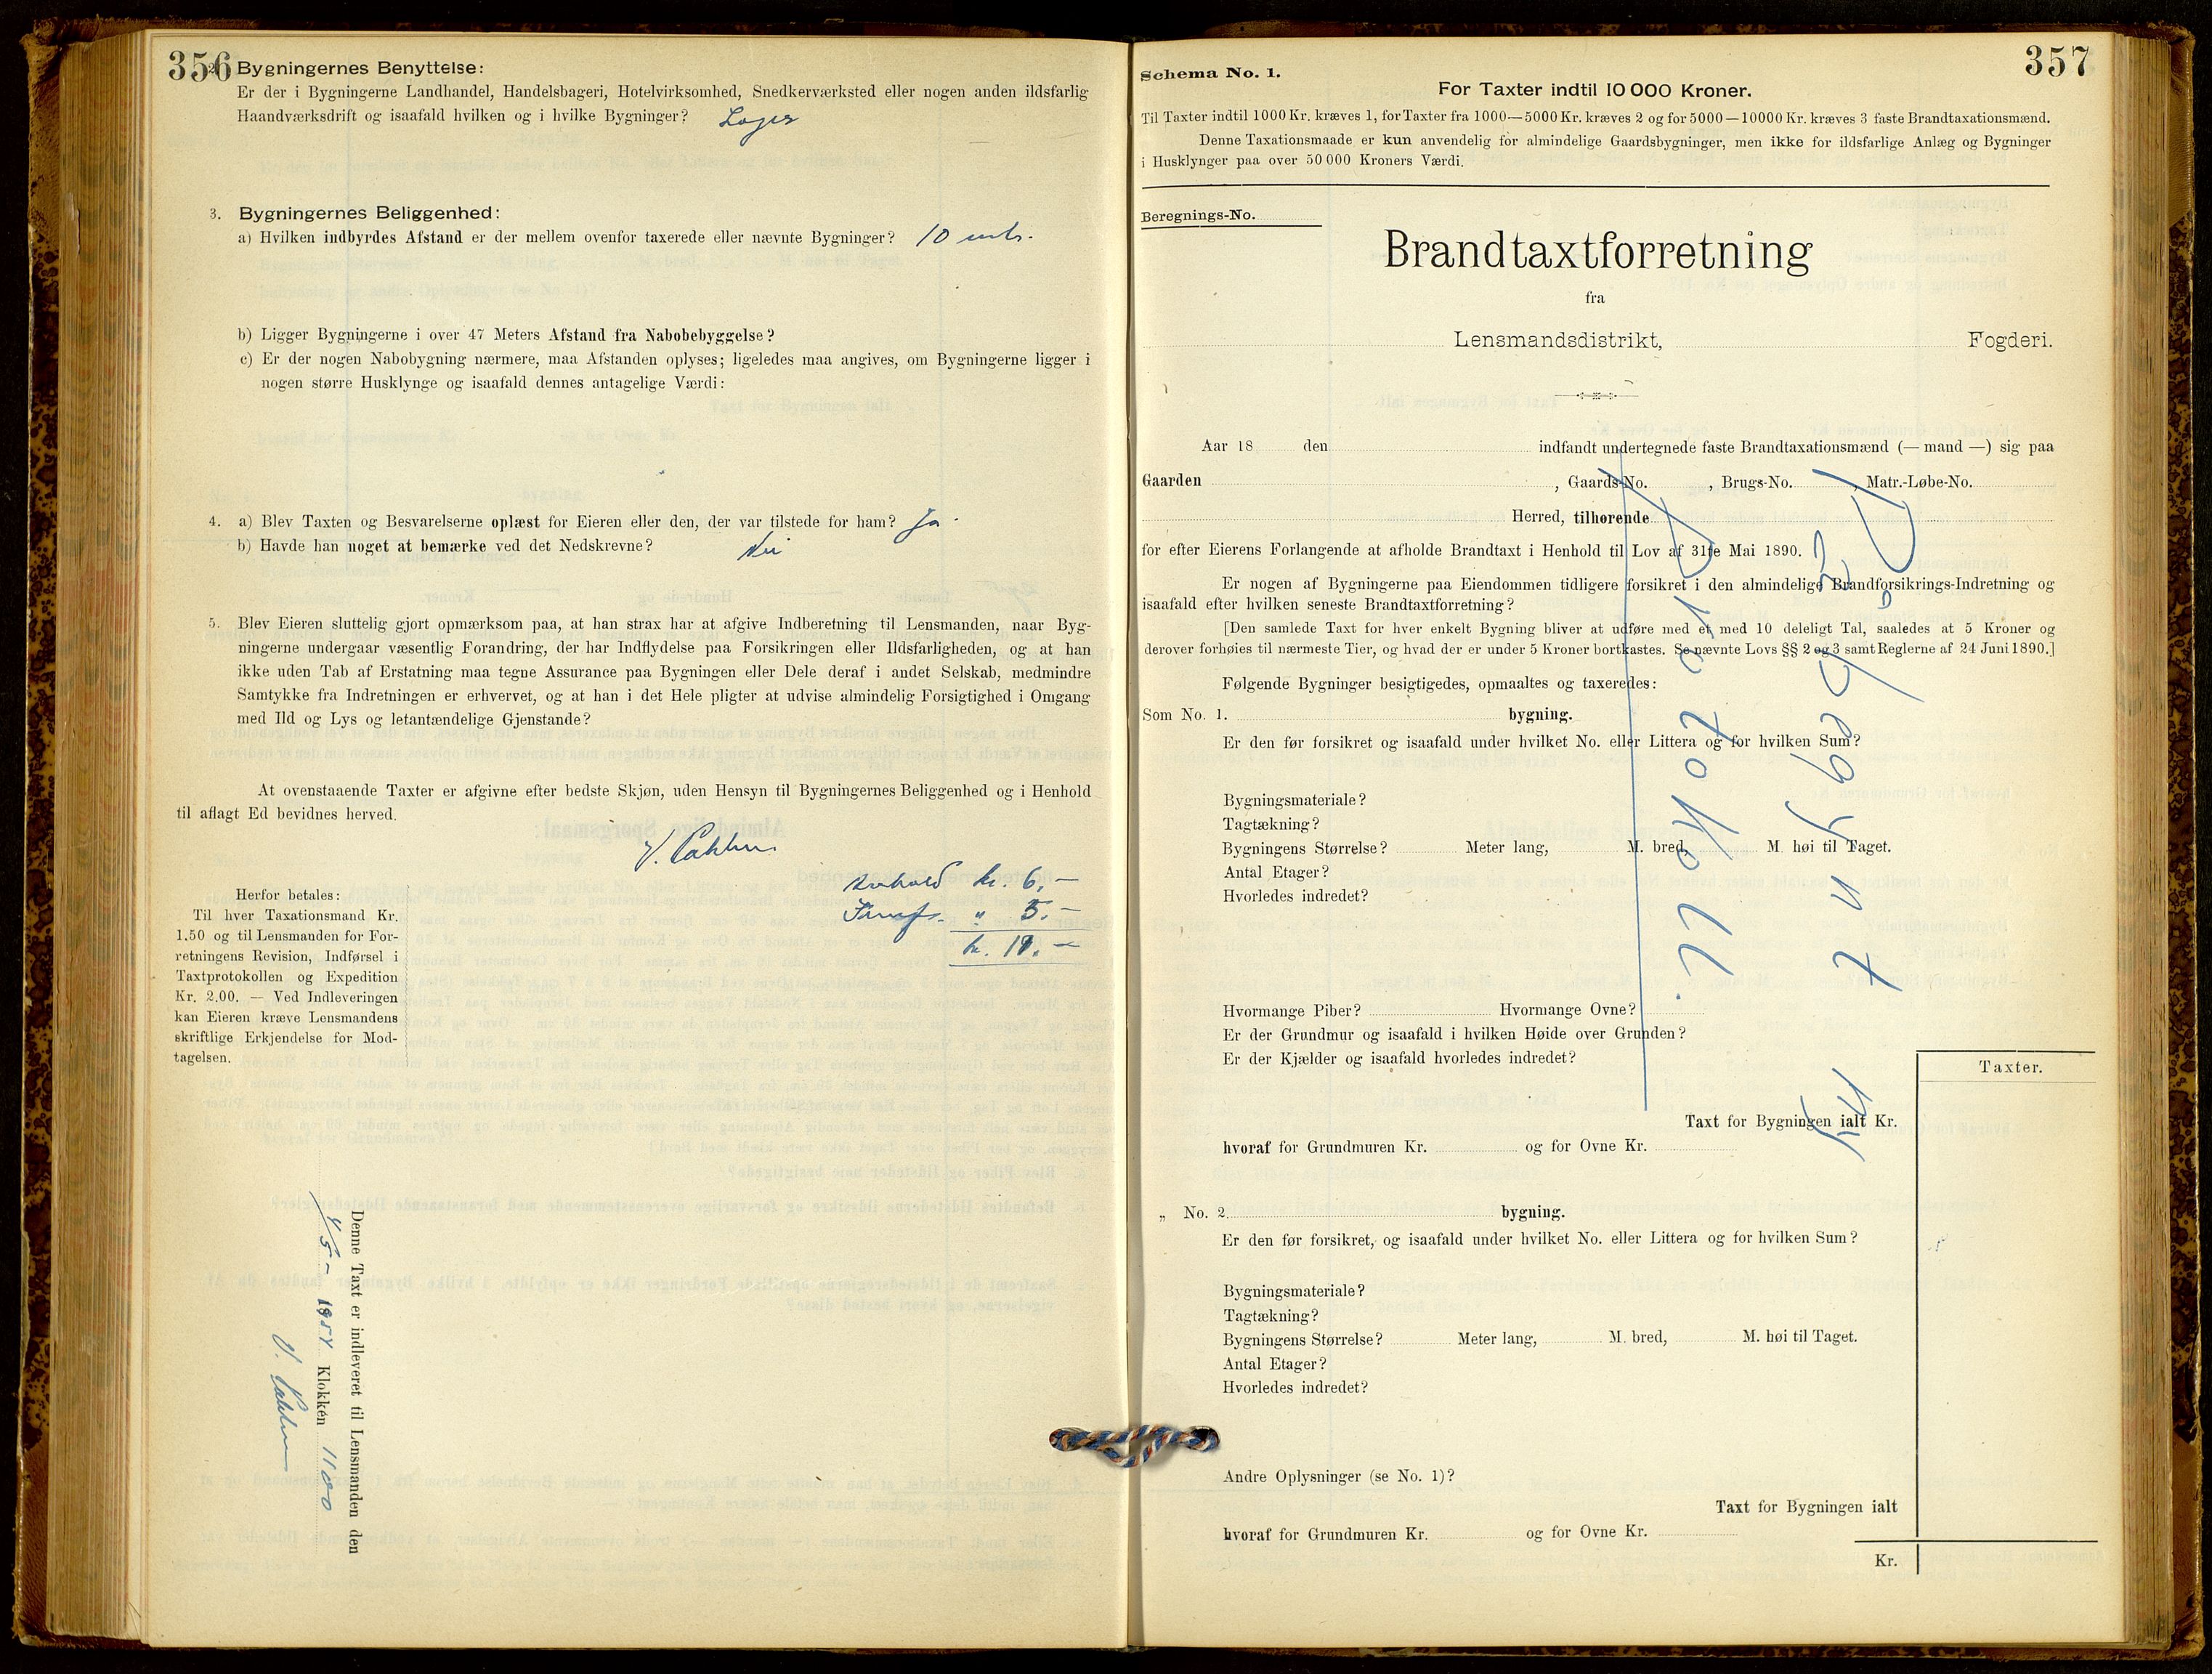 356
2. Bygningernes Benyttelse:
Er der i Bygningerne Landhandel, Handelsbageri, Hotelvirksomhed, Snedkerværksted eller nogen anden ildsfarlig
Haandværksdrift og isaafald hvilken og i hvilke Bygninger? Lager
3. Bygningernes Beliggenhed:
a) Hvilken indbyrdes Afstand er der mellem ovenfor taxerede eller nævnte Bygninger? 10 mtr.
b) Ligger Bygningerne i over 47 Meters Afstand fra Nabobebyggelse?
c) Er der nogen Nabobygning nærmere, maa Afstanden oplyses; ligeledes maa angives, om Bygningerne ligger i
nogen større Husklynge og isaafald dennes antagelige Værdi:
4. a) Blev Taxten og Besvarelserne oplæst for Eieren eller den, der var tilstede for ham? Ja.
b) Havde han noget at bemærke ved det Nedskrevne? Nei
5. Blev Eieren sluttelig gjort opmærksom paa, at han strax har at afgive Indberetning til Lensmanden, naar Byg-
ningerne undergaar væsentlig Forandring, der har Indflydelse paa Forsikringen eller Ildsfarligheden, og at han
ikke uden Tab af Erstatning maa tegne Assurance paa Bygningen eller Dele deraf i andet Selskab, medmindre
Samtykke fra Indretningen er erhvervet, og at han i det Hele pligter at udvise almindelig Forsigtighed i Omgang
med Ild og Lys og letantændelige Gjenstande?
At ovenstaaende Taxter er afgivne efter bedste Skjøn, uden Hensyn til Bygningernes Beliggenhed og i Henhold
til aflagt Ed bevidnes herved.
kr. 6,—
" 5.—
kr. 11.—
Herfor betales:
Til hver Taxationsmand Kr.
1.50 og til Lensmanden for For-
retningens Revision, Indførsel i
Taxtprotokollen og Expedition
Kr. 2.00. — Ved Indleveringen
kan Eieren kræve Lensmandens
skriftlige Erkjendelse for Mod-
tagelsen.
Denne Taxt er indleveret til Lensmanden den
4/5 - 1951 Klokken 11 00
357
Schema No. 1.
For Taxter indtil 10 000 Kroner.
Til Taxter indtil 1000 Kr. kræves 1, for Taxter fra 1000—5000 Kr. kræves 2 og for 5000—10000 Kr. kræves 3 faste Brandtaxationsmænd.
Denne Taxationsmaade er kun anvendelig for almindelige Gaardsbygninger, men ikke for ildsfarlige Anlæg og Bygninger
i Husklynger paa over 50 000 Kroners Værdi.
Beregnings-No.
Brandtaxtforretning
fra
Lensmandsdistrikt, Fogderi.
Aar 18 den indfandt undertegnede faste Brandtaxationsmænd (— mand —) sig paa
Gaarden , Gaards-No. , Brugs-No. , Matr.-Løbe-No.
Herred, tilhørende
for efter Eierens Forlangende at afholde Brandtaxt i Henhold til Lov af 31te Mai 1890.
Er nogen af Bygningerne paa Eiendommen tidligere forsikret i den almindelige Brandforsikrings-Indretning og
isaafald efter hvilken seneste Brandtaxtforretning?
[Den samlede Taxt for hver enkelt Bygning bliver at udføre med et med 10 deleligt Tal, saaledes at 5 Kroner og
derover forhøies til nærmeste Tier, og hvad der er under 5 Kroner bortkastes. Se nævnte Lovs §§ 2 og 3 samt Reglerne af 24 Juni 1890.]
Følgende Bygninger besigtigedes, opmaaltes og taxeredes:
Som No. 1. bygning.
Er den før forsikret og isaafald under hvilket No. eller Littera og for hvilken Sum?
Bygningsmateriale?
Tagtækning?
Bygningens Størrelse? Meter lang, M. bred, M. høi til Taget.
Antal Etager?
Hvorledes indredet?
Hvormange Piber? Hvormange Ovne?
Er der Grundmur og isaafald i hvilken Høide over Grunden?
Er der Kjælder og isaafald hvorledes indredet?
Taxter.
Taxt for Bygningen ialt Kr.
hvoraf for Grundmuren Kr. og for Ovne Kr.
„ No. 2. bygning.
Er den før forsikret, og isaafald under hvilket No. eller Littera og for hvilken Sum?
Bygningsmateriale?
Tagtækning?
Bygningens Størrelse? Meter lang, M. bred, M. høi til Taget.
Antal Etager?
Hvorledes indredet?
Andre Oplysninger (se No. 1)?
Taxt for Bygningen ialt
hvoraf for Grundmuren Kr. og for Ovne Kr.
Kr.
Påbegynt ny
Protokoll.